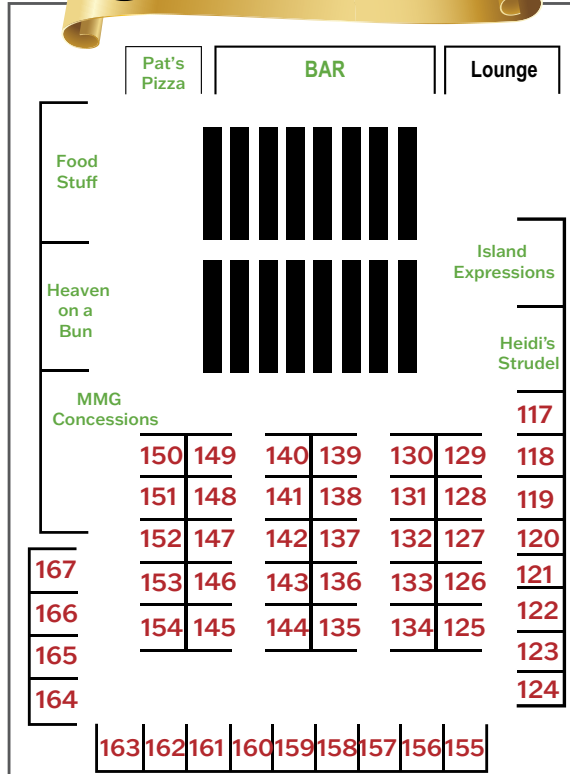 Pat's
Pizza
BAR
Lounge
Food
Stuff
Island
Expressions
Heaven
on a
Bun
Heidi's
Strudel
MMG
Concessions
117
150 149 140 139 130 129 118
151 148 141 138 131 128 119
152 147 142 137 132 127 120
167 153 146 143 136 133 126 121
166 154 145 144 135 134 125 122
165 123
164 124
163 162 161 160 159 158 157 156 155